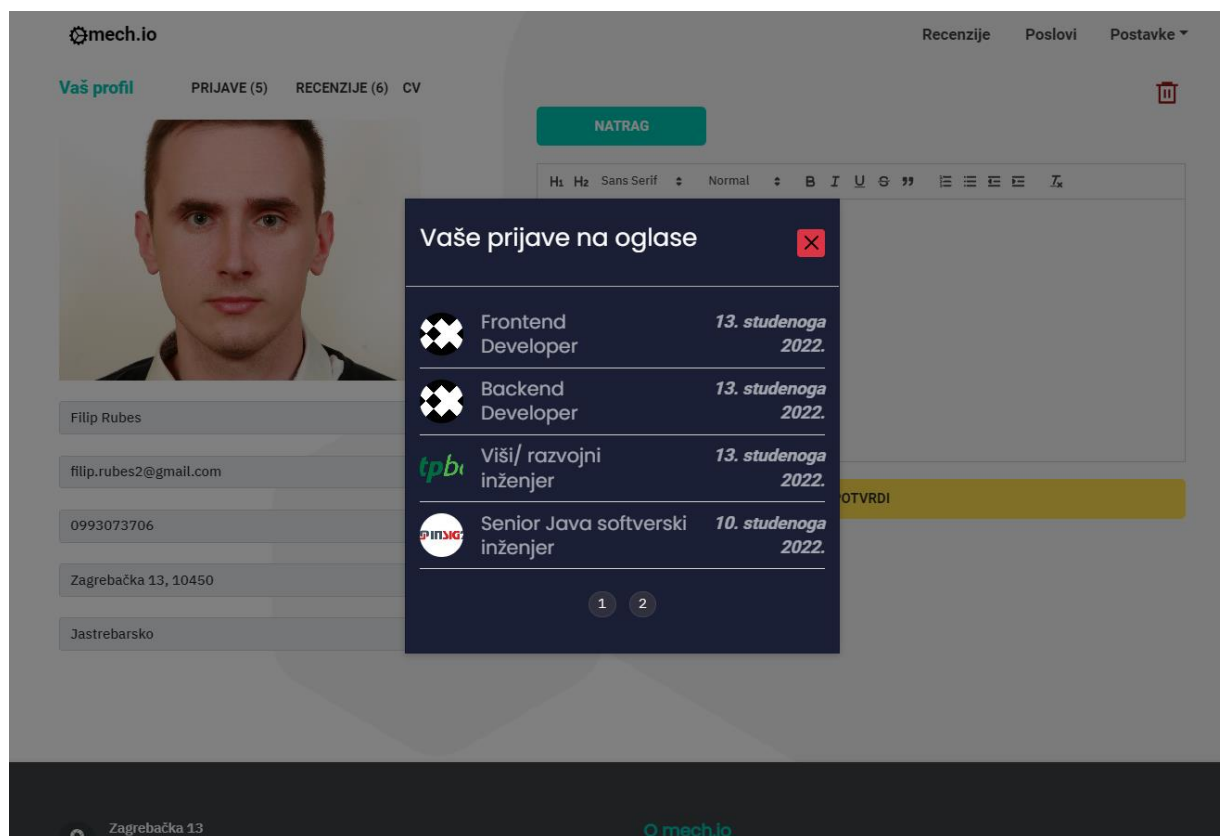 mech.io
Recenzije Poslovi Postavke
Vaš profil PRIJAVE (5) RECENZIJE (6) CV
NATRAG
H1 H2 Sans Serif Normal B I U S
Vaše prijave na oglase
Frontend
Developer
13. studenoga
2022.
Backend
Developer
13. studenoga
2022.
Viši/ razvojni
inženjer
13. studenoga
2022.
Senior Java softverski
inženjer
10. studenoga
2022.
1 2
Filip Rubes
filip.rubes2@gmail.com
0993073706
Zagrebačka 13, 10450
Jastrebarsko
Zagrebačka 13
O mech.io